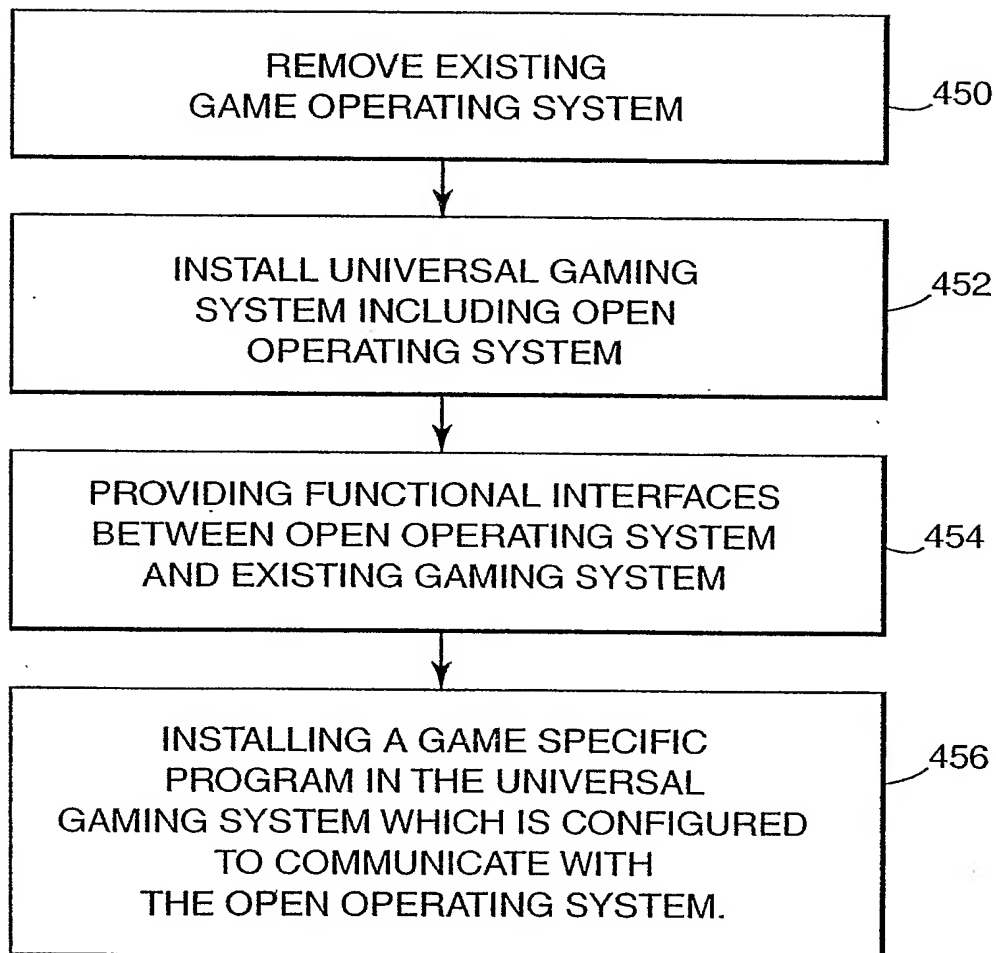 REMOVE EXISTING
GAME OPERATING SYSTEM
450
INSTALL UNIVERSAL GAMING
SYSTEM INCLUDING OPEN
OPERATING SYSTEM
452
PROVIDING FUNCTIONAL INTERFACES
BETWEEN OPEN OPERATING SYSTEM
AND EXISTING GAMING SYSTEM
454
INSTALLING A GAME SPECIFIC
PROGRAM IN THE UNIVERSAL
GAMING SYSTEM WHICH IS CONFIGURED
TO COMMUNICATE WITH
THE OPEN OPERATING SYSTEM.
456